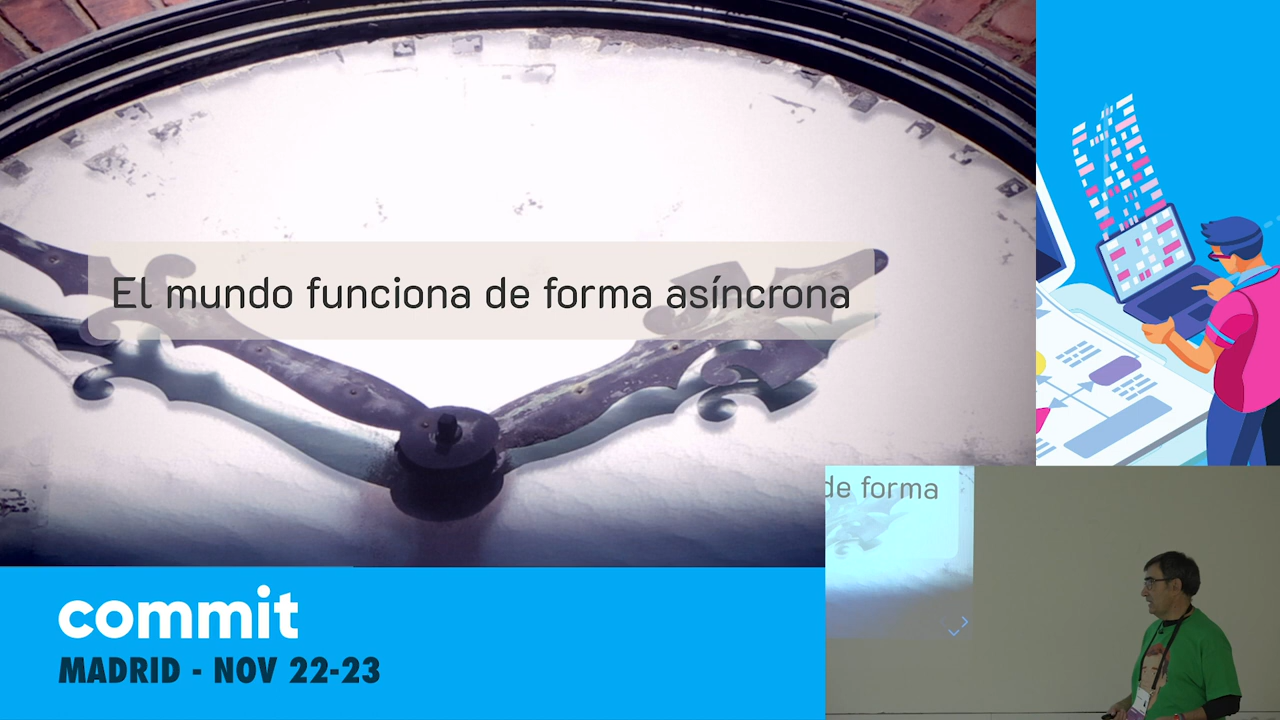 El mundo funciona de forma asíncrona
de forma
commit
MADRID - NOV 22-23